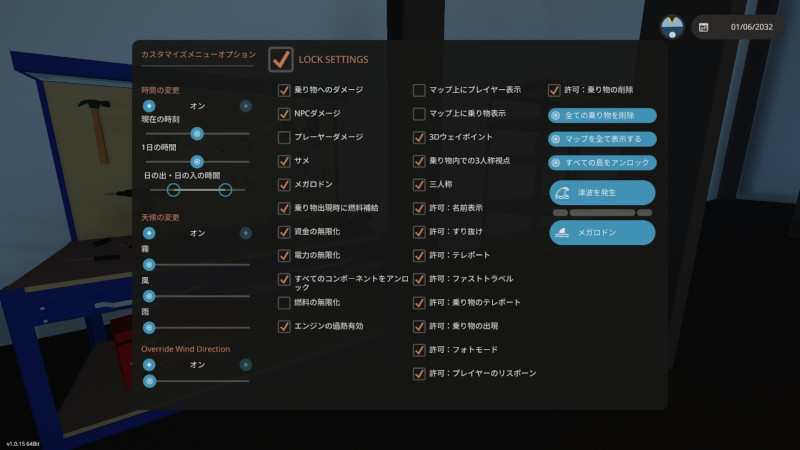 01/06/2032
カスタマイズメニューオプション
LOCK SETTINGS
時間の変更
オン
現在の時刻
1日の時間
日の出・日の入の時間
天候の変更
オン
霧
風
雨
Override Wind Direction
オン
乗り物へのダメージ
NPCダメージ
プレーヤーダメージ
サメ
メガロドン
乗り物出現時に燃料補給
資金の無限化
電力の無限化
すべてのコンポーネントをアンロ
ック
燃料の無限化
エンジンの過熱有効
マップ上にプレイヤー表示
マップ上に乗り物表示
3Dウェイポイント
乗り物内での3人称視点
三人称
許可：名前表示
許可：すり抜け
許可：テレポート
許可：ファストトラベル
許可：乗り物のテレポート
許可：乗り物の出現
許可：フォトモード
許可：プレイヤーのリスポーン
許可：乗り物の削除
全ての乗り物を削除
マップを全て表示する
すべての島をアンロック
津波を発生
メガロドン
v1.0.15 64Bit